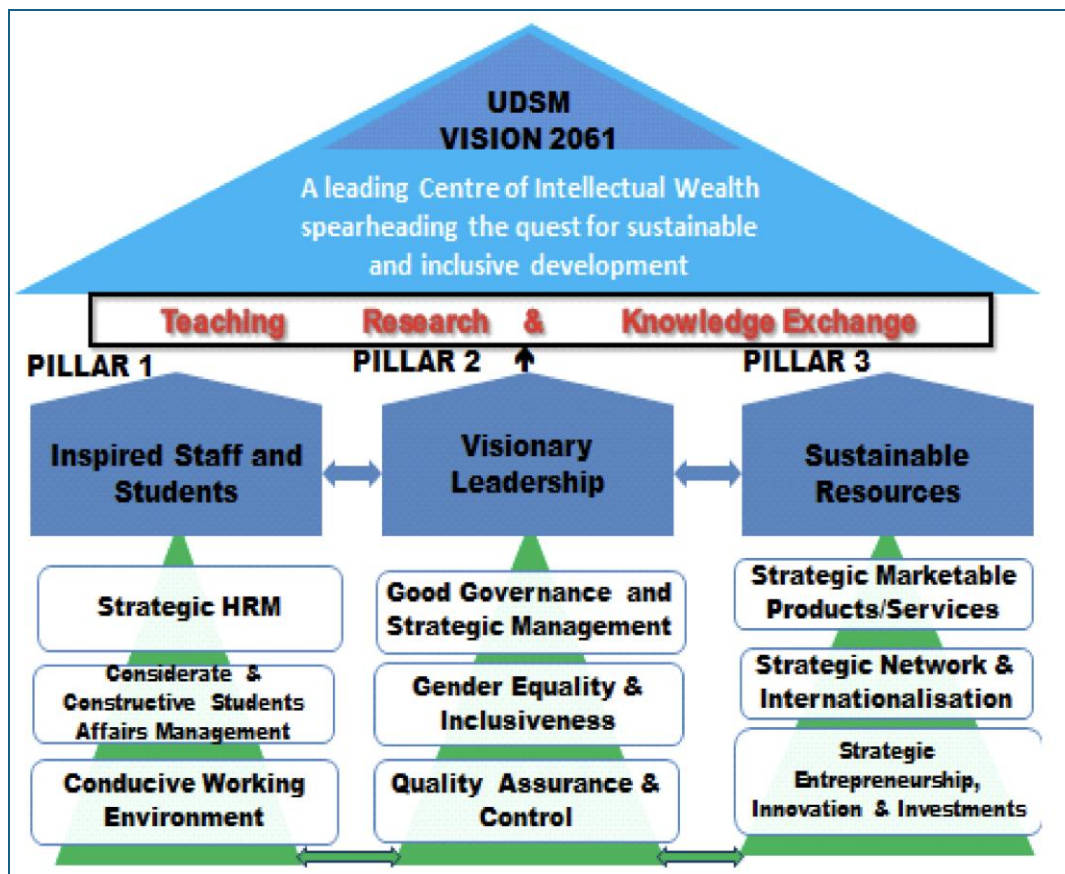 UDSM
VISION 2061
A leading Centre of Intellectual Wealth
spearheading the quest for sustainable
and inclusive development
Teaching Research & Knowledge Exchange
PILLAR 1
PILLAR 2
PILLAR 3
Inspired Staff and
Students
Visionary
Leadership
Sustainable
Resources
Strategic HRM
Considerate &
Constructive Students
Affairs Management
Conducive Working
Environment
Good Governance and
Strategic Management
Gender Equality &
Inclusiveness
Quality Assurance &
Control
Strategic Marketable
Products/Services
Strategic Network &
Internationalisation
Strategic
Entrepreneurship,
Innovation & Investments